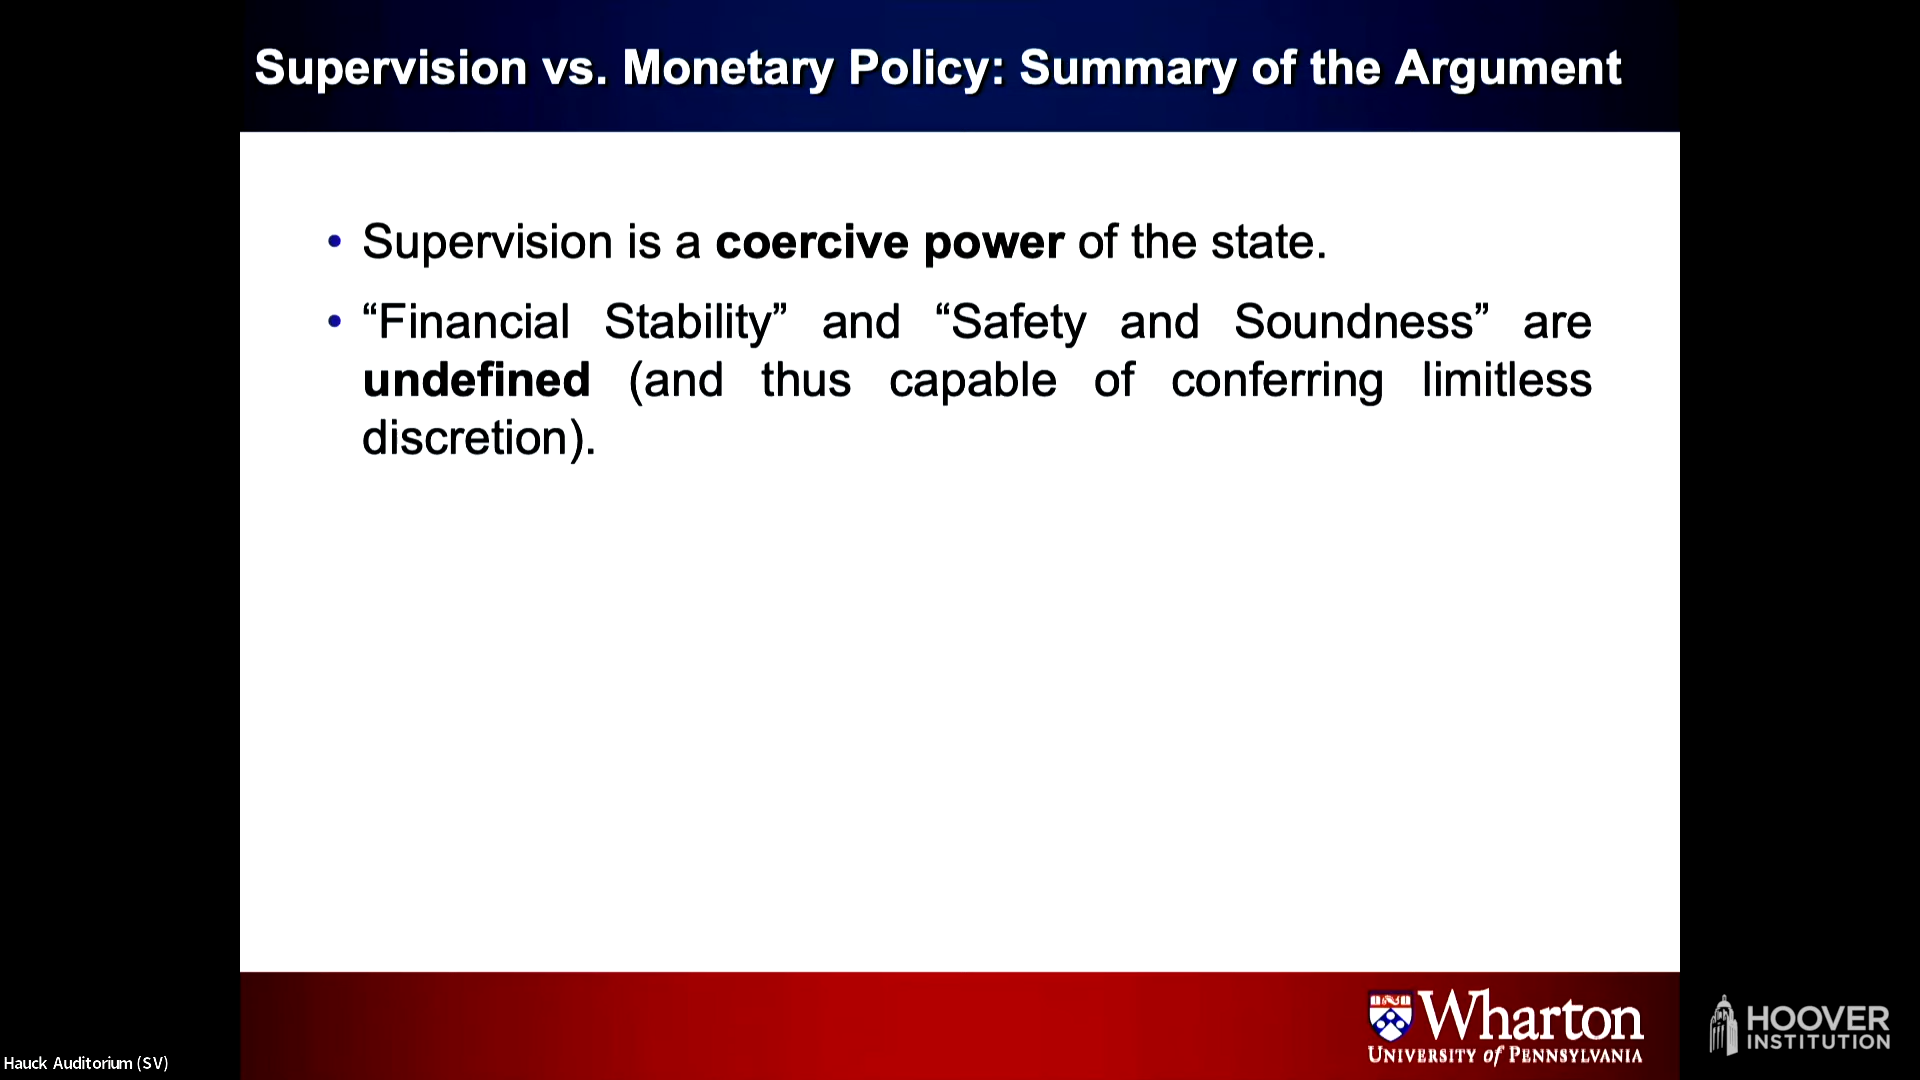 Supervision vs. Monetary Policy: Summary of the Argument
• Supervision is a coercive power of the state.
• “Financial Stability” and “Safety and Soundness” are
undefined (and thus capable of conferring limitless
discretion).
Wharton
UNIVERSITY of PENNSYLVANIA
HOOVER
INSTITUTION
Hauck Auditorium (SV)